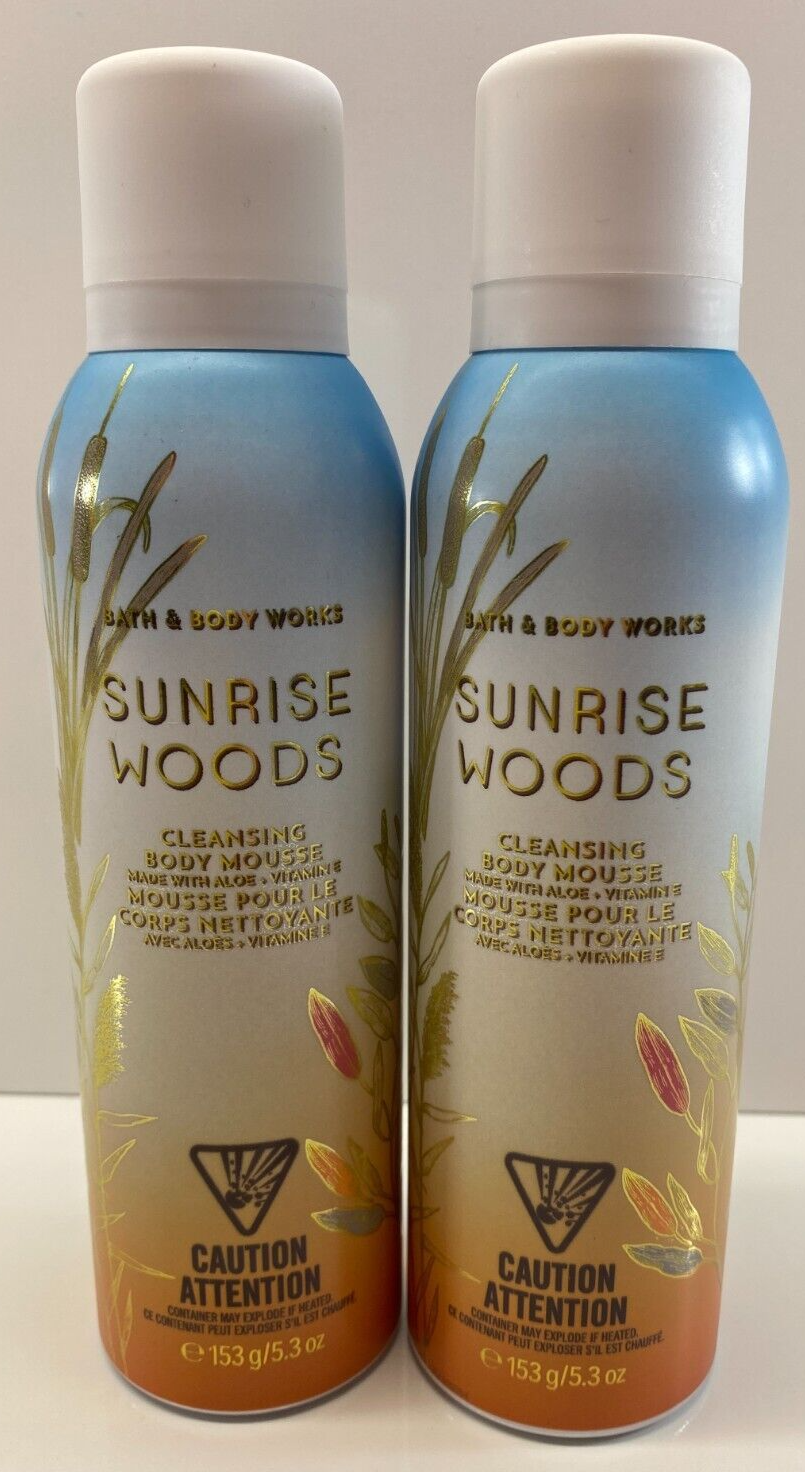 BATH & BODY WORKS
SUNRISE
WOODS
CLEANSING
BODY MOUSSE
MADE WITH ALOE + VITAMIN E
MOUSSE POUR LE
CORPS NETTOYANTE
AVEC ALOÈS + VITAMINE E
CAUTION
ATTENTION
CONTAINER MAY EXPLODE IF HEATED.
CE CONTENANT PEUT EXPLOSER S'IL EST CHAUFFÉ.
℮ 153 g/5.3 oz
BATH & BODY WORKS
SUNRISE
WOODS
CLEANSING
BODY MOUSSE
MADE WITH ALOE + VITAMIN E
MOUSSE POUR LE
CORPS NETTOYANTE
AVEC ALOÈS + VITAMINE E
CAUTION
ATTENTION
CONTAINER MAY EXPLODE IF HEATED.
CE CONTENANT PEUT EXPLOSER S'IL EST CHAUFFÉ.
℮ 153 g/5.3 oz